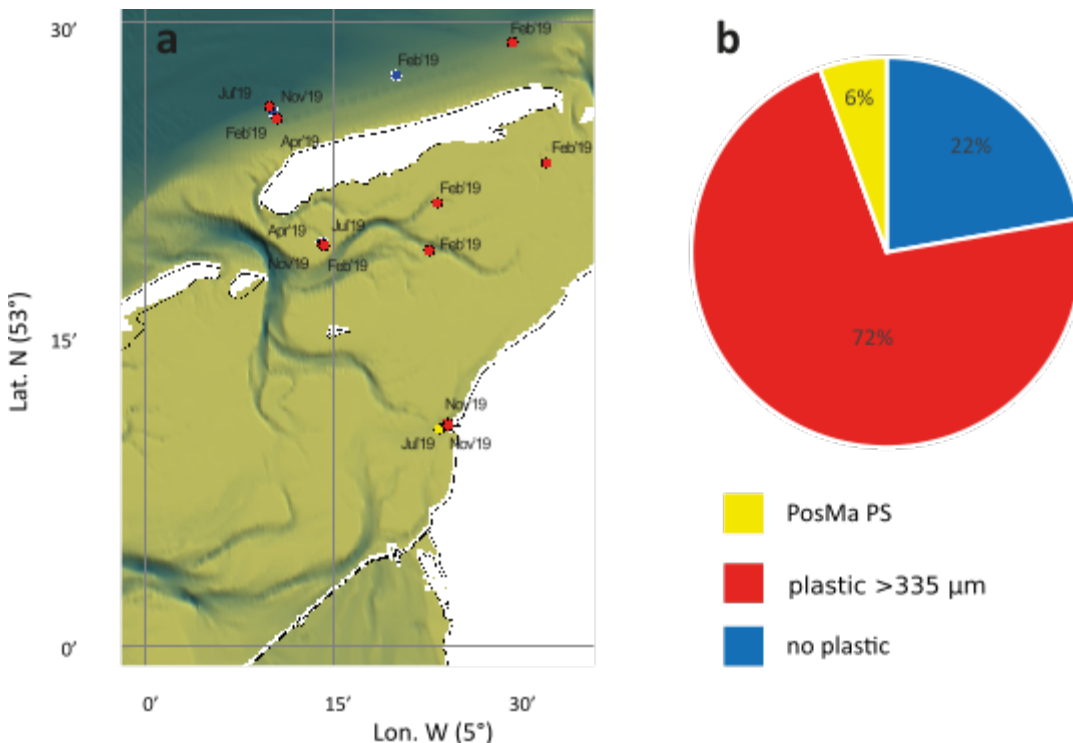 a
30'
15'
0'
Lat. N (53°)
Feb'19
Feb'19
Jul'19
Nov'19
Feb'19
Apr'19
Feb'19
Feb'19
Apr'19
Jul'19
Feb'19
Nov'19
Feb'19
Nov'19
Jul'19
Nov'19
0'
15'
30'
Lon. W (5°)
b
6%
22%
72%
PosMa PS
plastic >335 µm
no plastic